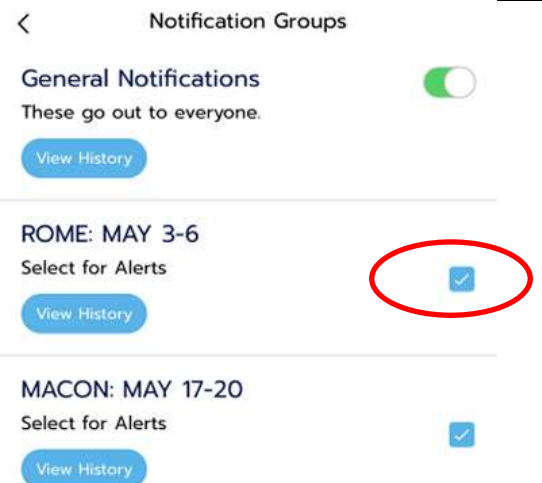 Notification Groups
General Notifications
These go out to everyone.
View History
ROME: MAY 3-6
Select for Alerts
View History
MACON: MAY 17-20
Select for Alerts
View History